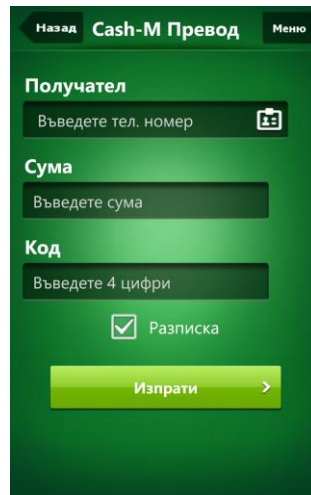 Назад Cash-M Превод Меню
Получател
Въведете тел. номер
Сума
Въведете сума
Код
Въведете 4 цифри
Разписка
Изпрати